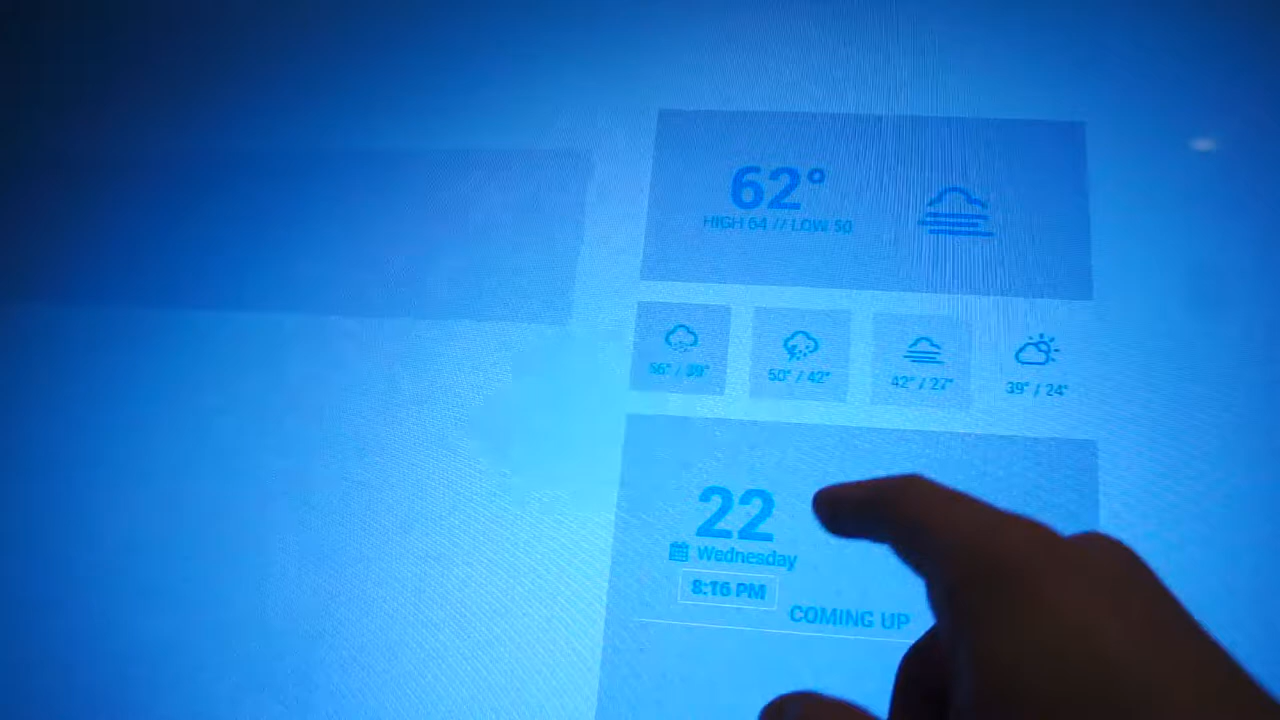 62°
HIGH 64 // LOW 50
56° / 39°
50° / 42°
42° / 27°
39° / 24°
22
Wednesday
8:16 PM
COMING UP